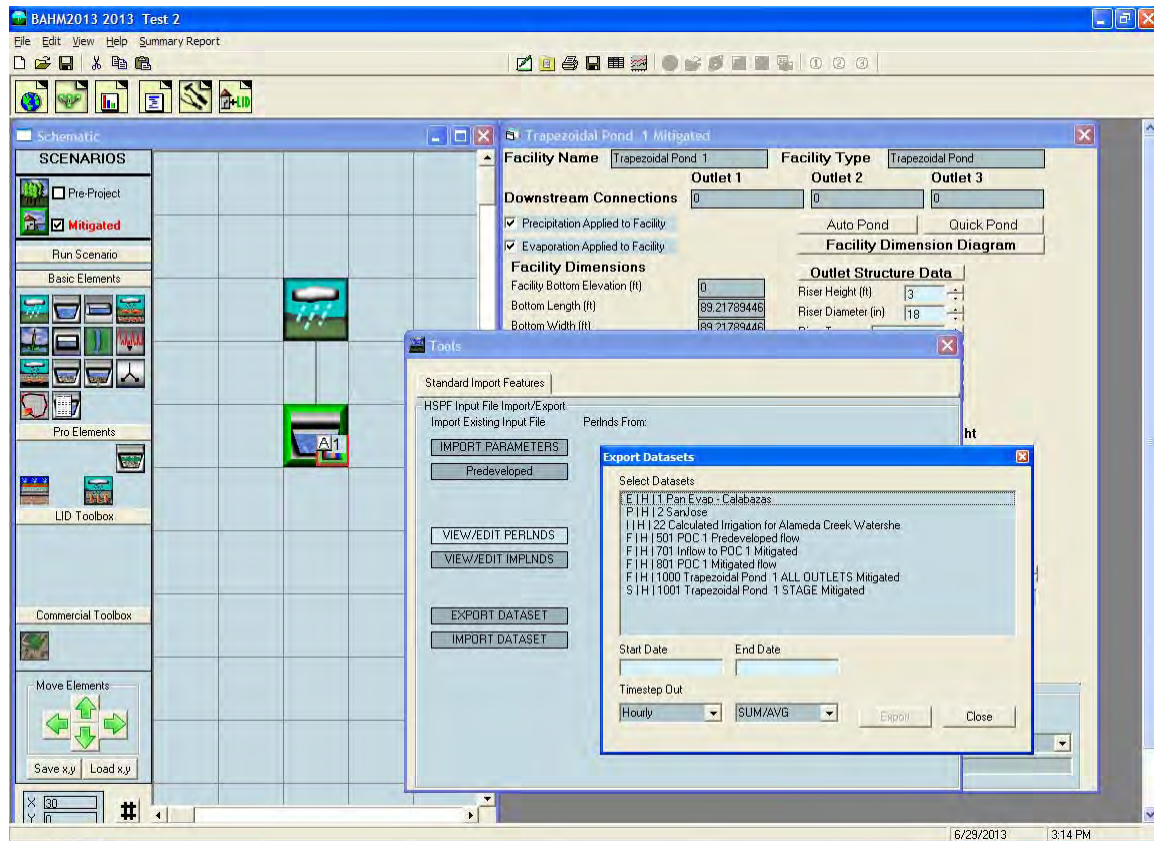 BAHM2013 2013 Test 2
File Edit View Help Summary Report
1 2 3
+LID
Schematic
SCENARIOS
Pre-Project
Mitigated
Run Scenario
Basic Elements
Pro Elements
LID Toolbox
Commercial Toolbox
Move Elements
Save x,y Load x,y
X 30
Y 0
#
A 1
Trapezoidal Pond 1 Mitigated
Facility Name Trapezoidal Pond 1 Facility Type Trapezoidal Pond
Outlet 1 Outlet 2 Outlet 3
Downstream Connections 0 0 0
Precipitation Applied to Facility Auto Pond Quick Pond
Evaporation Applied to Facility Facility Dimension Diagram
Facility Dimensions Outlet Structure Data
Facility Bottom Elevation (ft) 0 Riser Height (ft) 3
Bottom Length (ft) 89.21789446 Riser Diameter (in) 18
Bottom Width (ft) 89.21789446
ht
Tools
Standard Import Features
HSPF Input File Import/Export
Import Existing Input File Perlnds From:
IMPORT PARAMETERS
Predeveloped
VIEW/EDIT PERLNDS
VIEW/EDIT IMPLNDS
EXPORT DATASET
IMPORT DATASET
Export Datasets
Select Datasets
E | H | 1 Pan Evap - Calabazas
P | H | 2 SanJose
I | H | 22 Calculated Irrigation for Alameda Creek Watershe
F | H | 501 POC 1 Predeveloped flow
F | H | 701 Inflow to POC 1 Mitigated
F | H | 801 POC 1 Mitigated flow
F | H | 1000 Trapezoidal Pond 1 ALL OUTLETS Mitigated
S | H | 1001 Trapezoidal Pond 1 STAGE Mitigated
Start Date End Date
Timestep Out
Hourly SUM/AVG Export Close
6/29/2013 3:14 PM